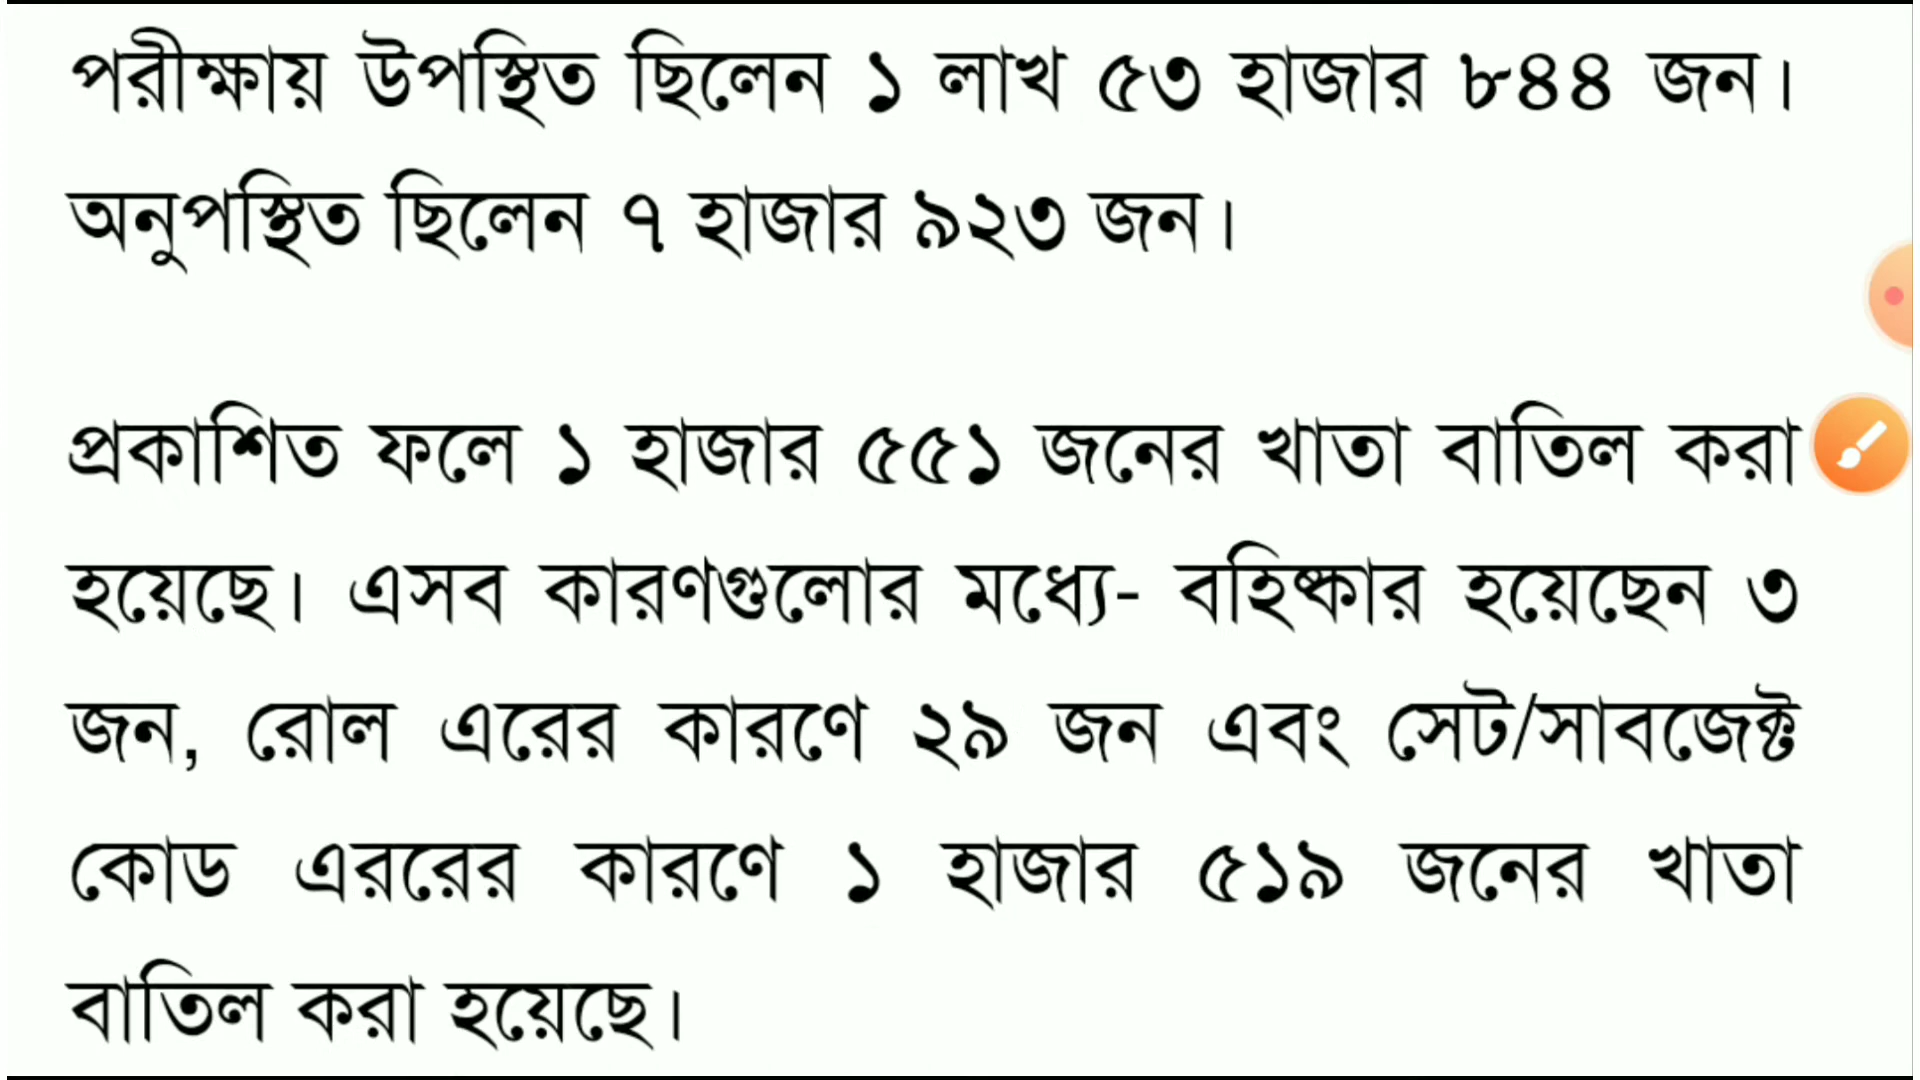 পরীক্ষায় উপস্থিত ছিলেন ১ লাখ ৫৩ হাজার ৮৪৪ জন।
অনুপস্থিত ছিলেন ৭ হাজার ৯২৩ জন।
প্রকাশিত ফলে ১ হাজার ৫৫১ জনের খাতা বাতিল করা
হয়েছে। এসব কারণগুলোর মধ্যে- বহিষ্কার হয়েছেন ৩
জন, রোল এরের কারণে ২৯ জন এবং সেট/সাবজেক্ট
কোড এররের কারণে ১ হাজার ৫১৯ জনের খাতা
বাতিল করা হয়েছে।